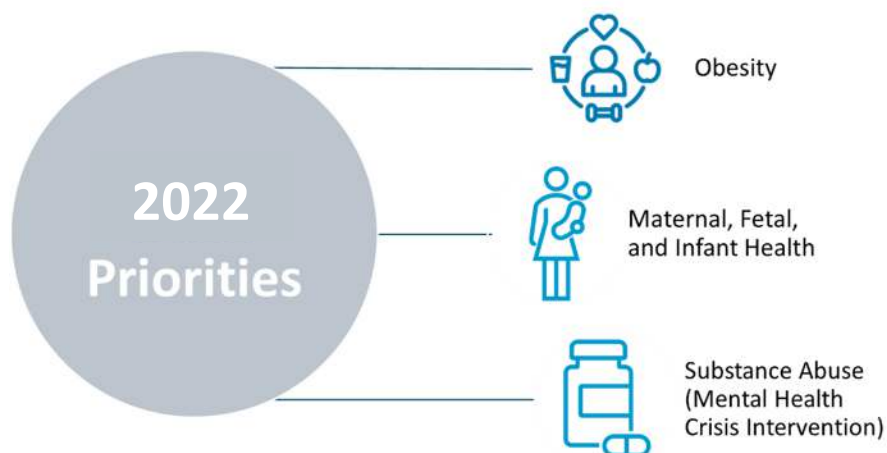 2022
Priorities
Obesity
Maternal, Fetal,
and Infant Health
Substance Abuse
(Mental Health
Crisis Intervention)